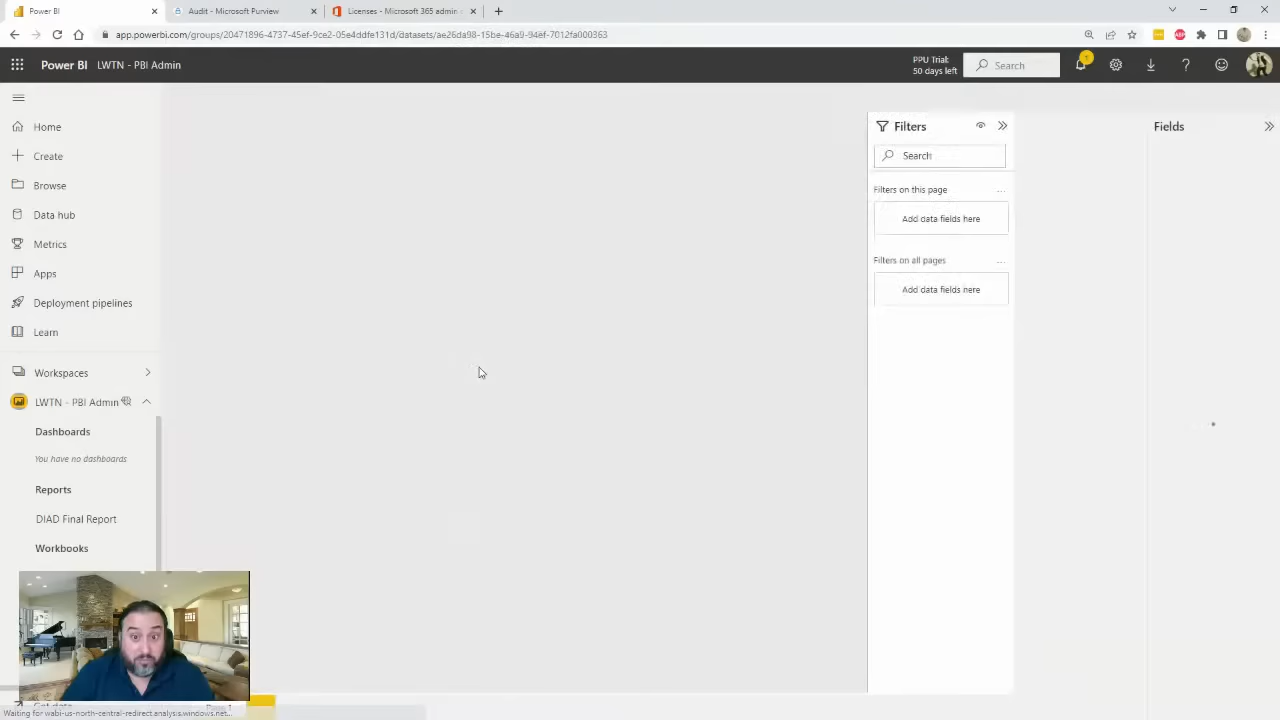 Power BI
Audit - Microsoft Purview
Licenses - Microsoft 365 admin
app.powerbi.com/groups/20471896-4737-45ef-9ce2-05e4ddfe131d/datasets/ae26da98-15be-46a9-94ef-7012fa000363
Power BI LWTN - PBI Admin
PPU Trial:
50 days left
Search
Home
Create
Browse
Data hub
Metrics
Apps
Deployment pipelines
Learn
Workspaces
LWTN - PBI Admin
Dashboards
You have no dashboards
Reports
DIAD Final Report
Workbooks
Filters
Search
Filters on this page
Add data fields here
Filters on all pages
Add data fields here
Fields
Waiting for wabi-us-north-central-redirect.analysis.windows.net...